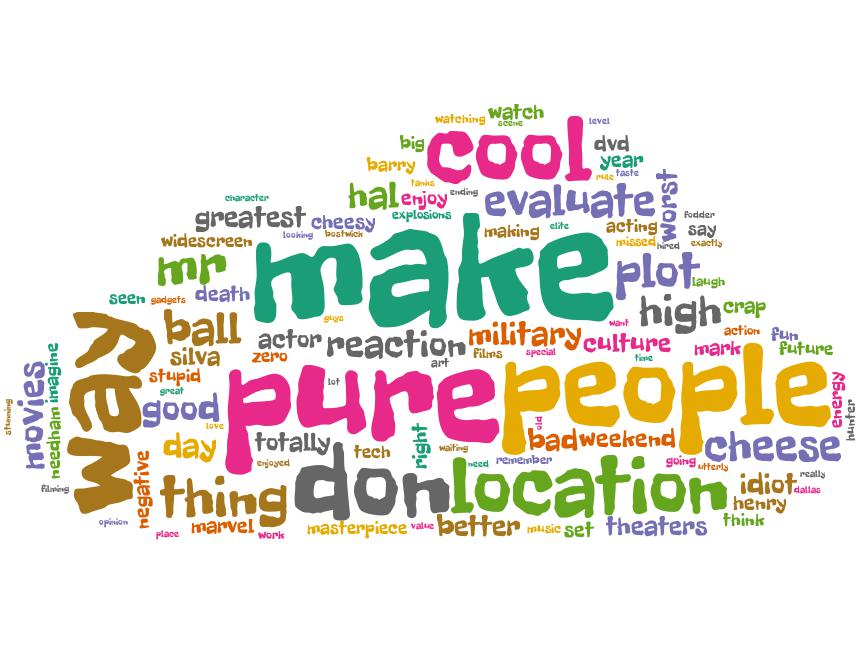 watching watch level
scene
big cool dvd
barry year
tanks rule taste
hal enjoy ending evaluate worst
character
greatest cheesy explosions making elite acting say fodder
looking bostwick
widescreen missed hired exactly
mr make plot laugh
seen gadgets death
guys high crap
way ball actor reaction military want culture action fun
silva zero films special mark future
art time
movies needham imagine stupid lot pure people energy
great
stunning good love old hunter
day totally tech right waiting badweekend cheese
enjoyed need remember going utterly
filming negative thing don location idiot really
dallas
henry
opinion marvel masterpiece value better music set theaters think
place work